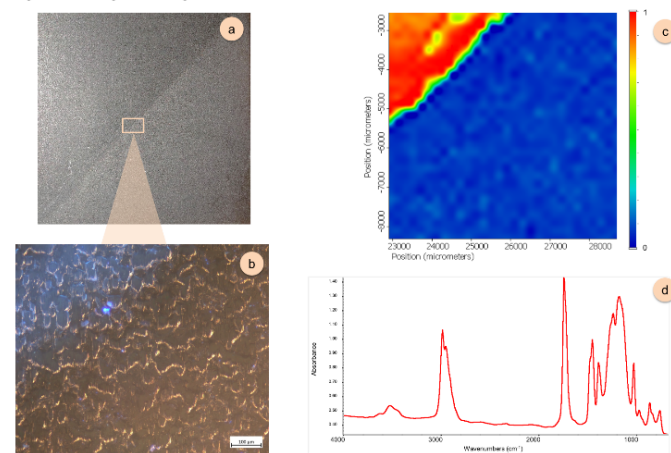 a
b
100 µm
c
Position (micrometers)
-3000
-4000
-5000
-6000
-7000
-8000
23000 24000 25000 26000 27000 28000
Position (micrometers)
1
0
d
Absorbance
4000 3000 2000 1000
Wavenumbers (cm⁻¹)